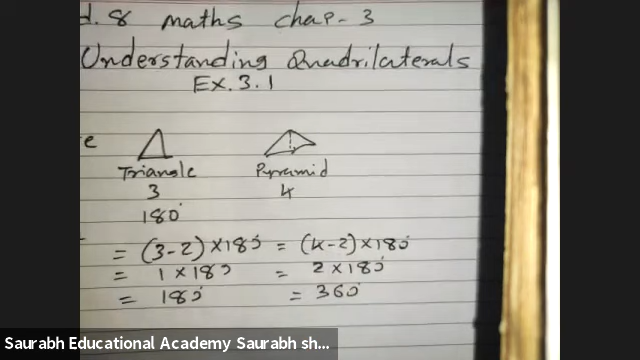 d. 8 maths chap-3
Understanding Quadrilaterals
Ex. 3.1
e
Triangle Pyramid
3 4
180°
= (3-2) × 180° = (4-2) × 180°
= 1 × 180° = 2 × 180°
= 180° = 360°
Saurabh Educational Academy Saurabh sh...